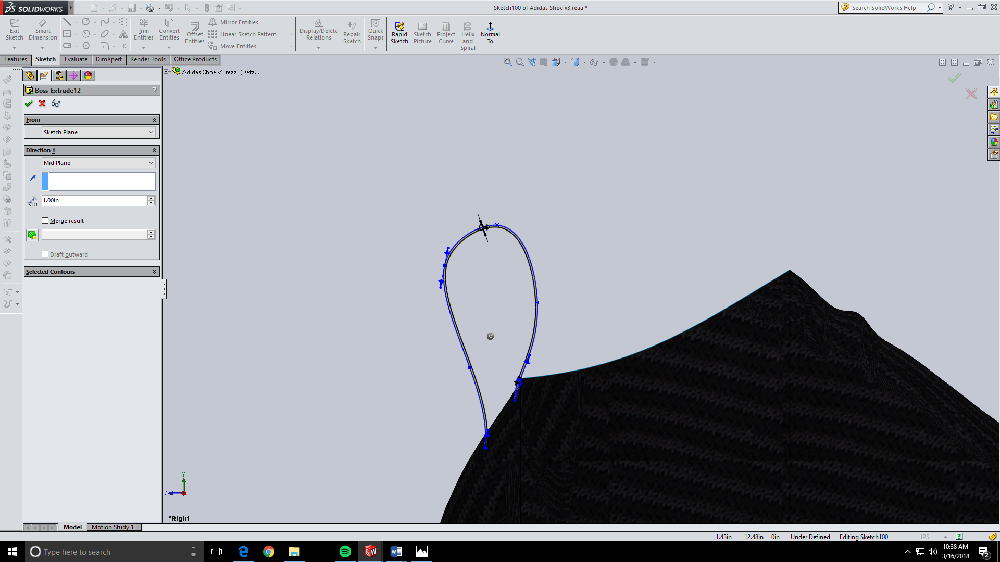 SOLIDWORKS
Sketch100 of Adidas Shoe v3 reaa *
Search SolidWorks Help
Exit Sketch
Smart Dimension
Trim Entities
Convert Entities
Offset Entities
Mirror Entities
Linear Sketch Pattern
Move Entities
Display/Delete Relations
Repair Sketch
Quick Snaps
Rapid Sketch
Sketch Picture
Project Curve
Helix and Spiral
Normal To
Features Sketch Evaluate DimXpert Render Tools Office Products
Adidas Shoe v3 reaa (Defa...
Boss-Extrude12 ?
From
Sketch Plane
Direction 1
Mid Plane
D1 1.00in
Merge result
Draft outward
Selected Contours
Y
Z
*Right
Model Motion Study 1
1.43in 12.48in 0in Under Defined Editing Sketch100 IPS
Type here to search
10:38 AM
3/16/2018
2